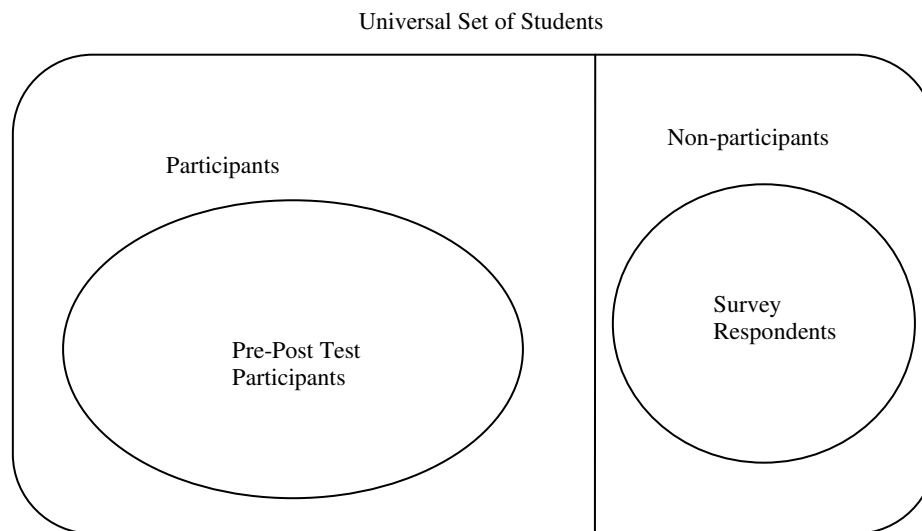 Universal Set of Students
Participants
Non-participants
Pre-Post Test
Participants
Survey
Respondents